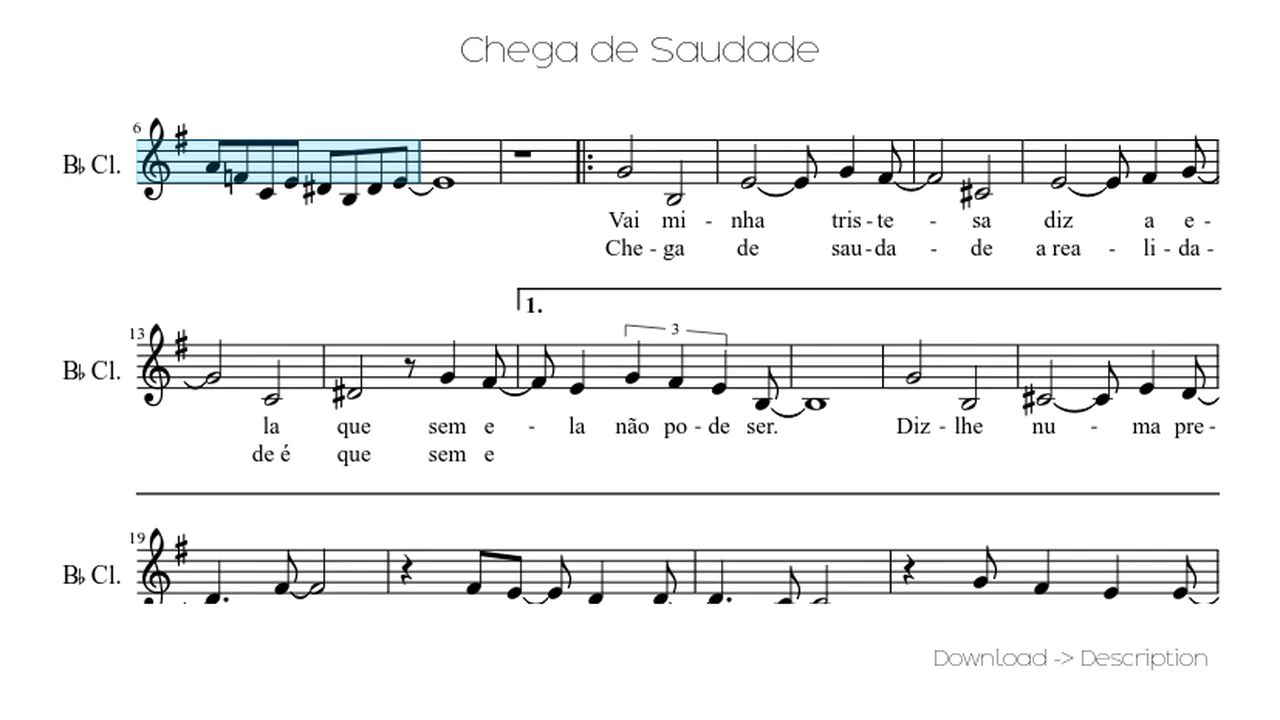 Chega de Saudade
6
B♭ Cl.
Vai mi - nha tris - te - sa diz a e -
Che - ga de sau - da - de a rea - li - da -
1.
3
13
B♭ Cl.
la que sem e - la não po - de ser. Diz - lhe nu - ma pre -
de é que sem e
19
B♭ Cl.
Download -> Description